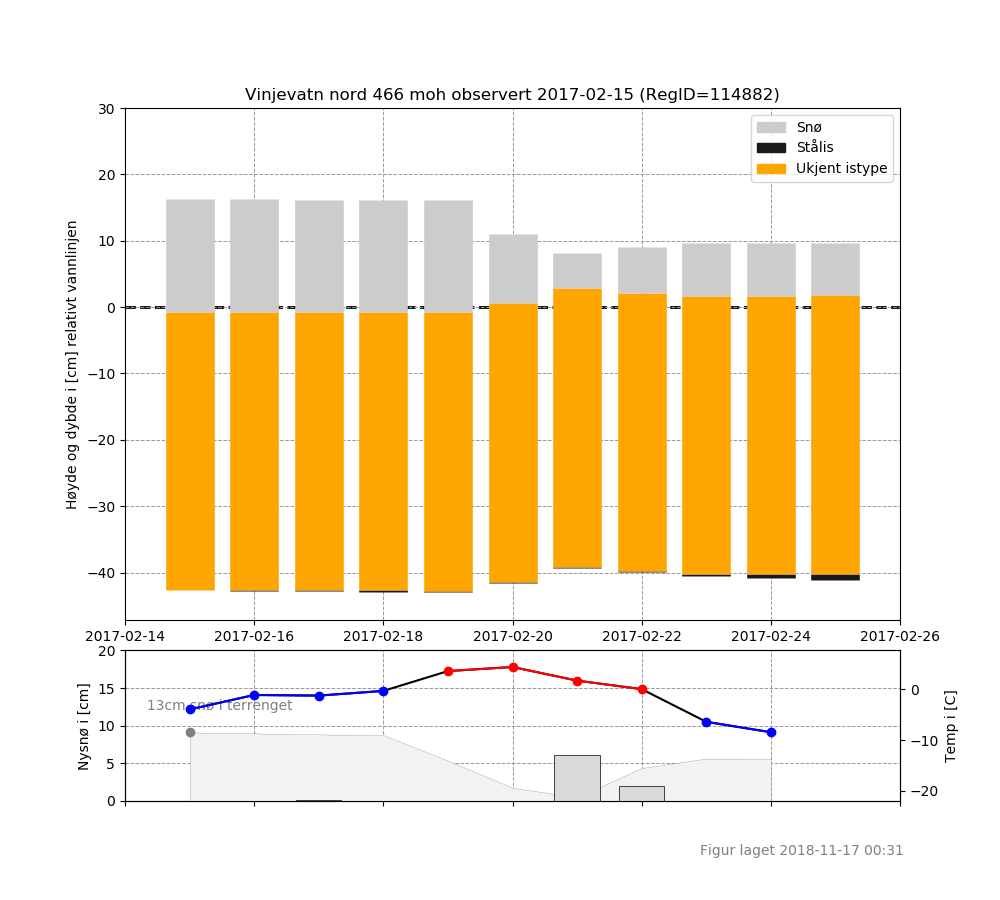 Vinjevatn nord 466 moh observert 2017-02-15 (RegID=114882)
Høyde og dybde i [cm] relativt vannlinjen
30
20
10
0
−10
−20
−30
−40
Snø
Stålis
Ukjent istype
2017-02-14 2017-02-16 2017-02-18 2017-02-20 2017-02-22 2017-02-24 2017-02-26
Nysnø i [cm]
20
15
10
5
0
13cm snø i terrenget
0
−10
−20
Temp i [C]
Figur laget 2018-11-17 00:31